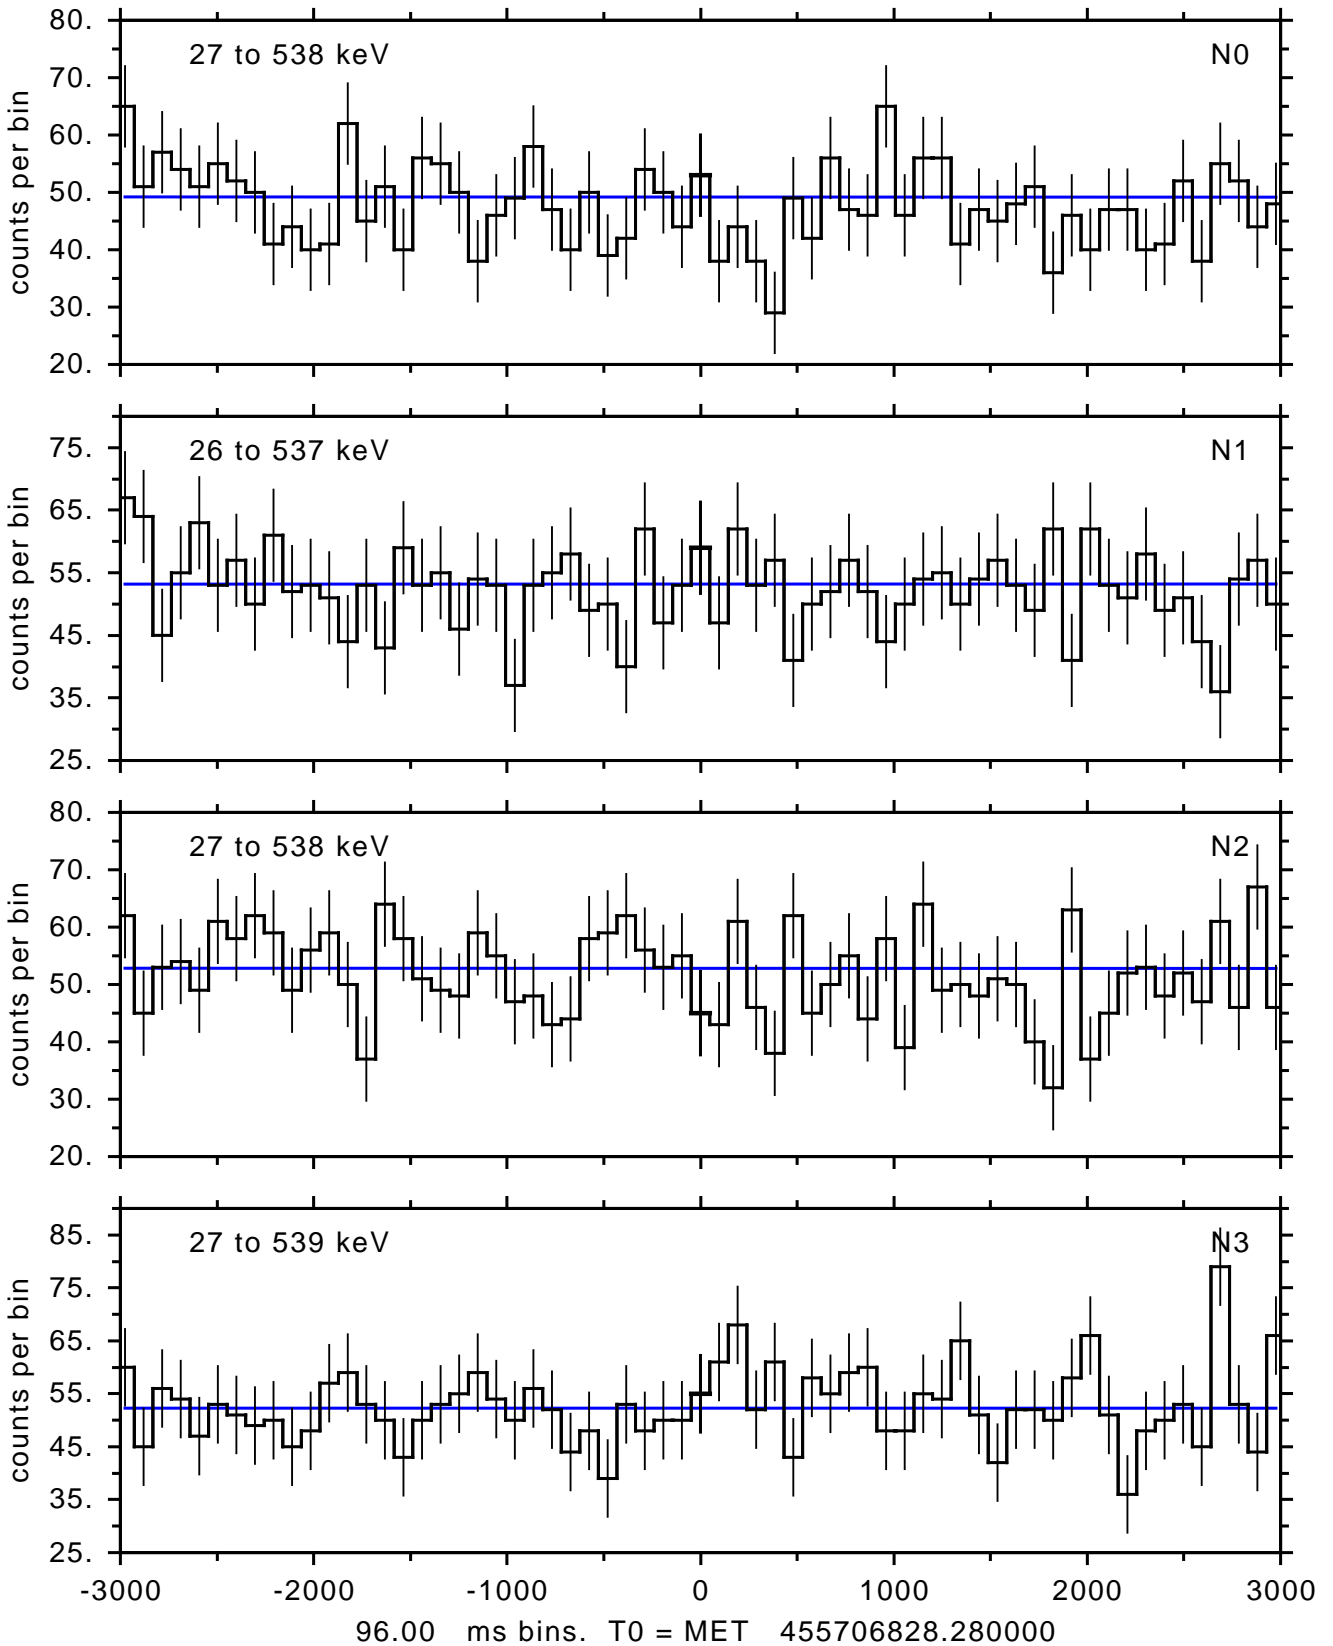 80.
27 to 538 keV N0
70.
60.
50.
40.
30.
20.
counts per bin
26 to 537 keV N1
75.
65.
55.
45.
35.
25.
counts per bin
80.
27 to 538 keV N2
70.
60.
50.
40.
30.
20.
counts per bin
27 to 539 keV N3
85.
75.
65.
55.
45.
35.
25.
counts per bin
-3000 -2000 -1000 0 1000 2000 3000
96.00 ms bins. T0 = MET 455706828.280000